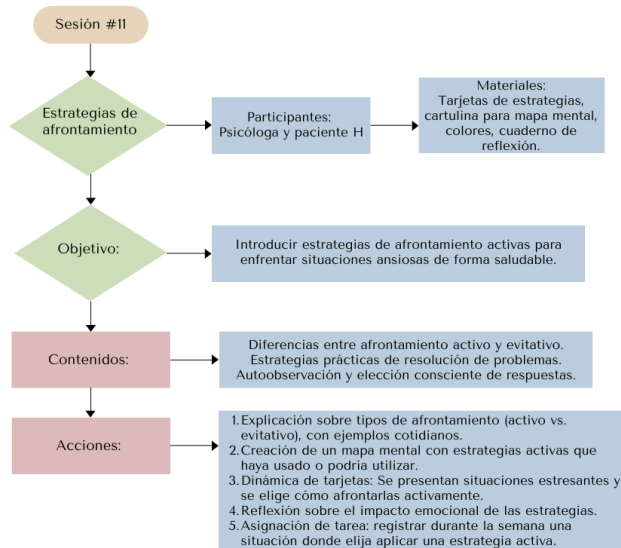 Sesión #11
Estrategias de
afrontamiento
Participantes:
Psicóloga y paciente H
Materiales:
Tarjetas de estrategias,
cartulina para mapa mental,
colores, cuaderno de
reflexión.
Objetivo:
Introducir estrategias de afrontamiento activas para
enfrentar situaciones ansiosas de forma saludable.
Contenidos:
Diferencias entre afrontamiento activo y evitativo.
Estrategias prácticas de resolución de problemas.
Autoobservación y elección consciente de respuestas.
Acciones:
1. Explicación sobre tipos de afrontamiento (activo vs.
evitativo), con ejemplos cotidianos.
2. Creación de un mapa mental con estrategias activas que
haya usado o podría utilizar.
3. Dinámica de tarjetas: Se presentan situaciones estresantes y
se elige cómo afrontarlas activamente.
4. Reflexión sobre el impacto emocional de las estrategias.
5. Asignación de tarea: registrar durante la semana una
situación donde elija aplicar una estrategia activa.